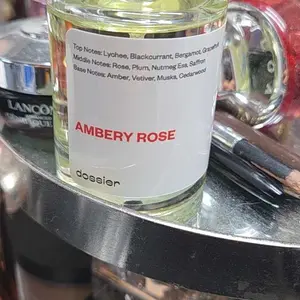 Top Notes: Lychee, Blackcurrant, Bergamot, Grapefruit
Middle Notes: Rose, Plum, Nutmeg Ess, Saffron
Base Notes: Amber, Vetiver, Musks, Cedarwood
LANCÔ
AMBERY ROSE
dossier